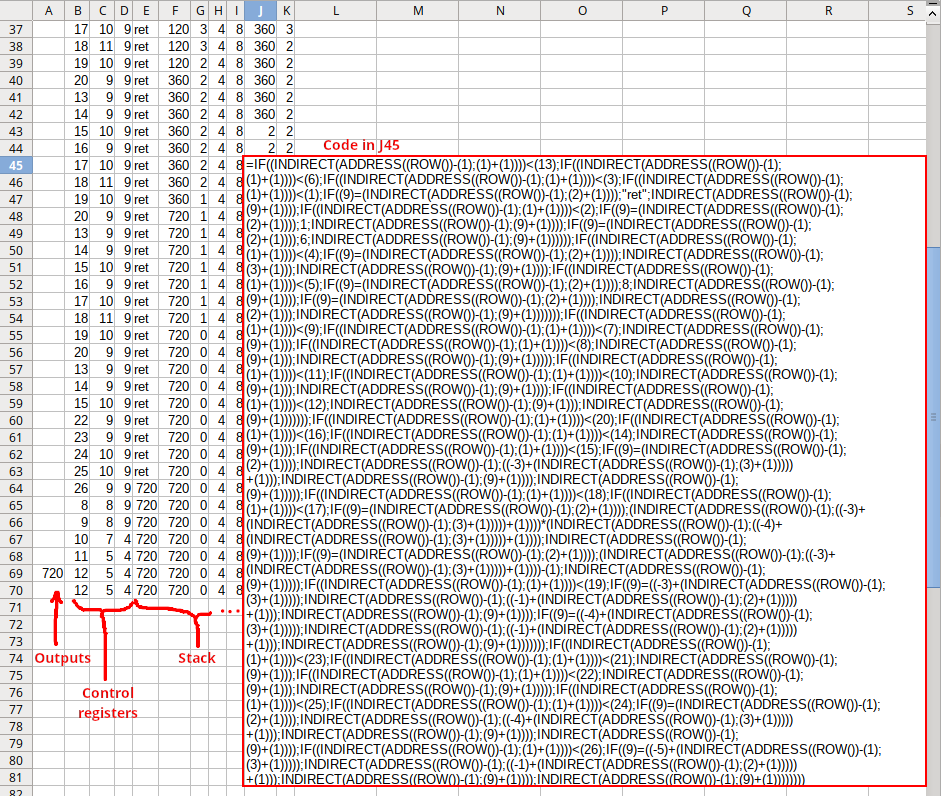 A B C D E F G H I J K L M N O P Q R S
37 17 10 9 ret 120 3 4 8 360 3
38 18 11 9 ret 120 3 4 8 360 2
39 19 10 9 ret 120 2 4 8 360 2
40 20 9 9 ret 360 2 4 8 360 2
41 13 9 9 ret 360 2 4 8 360 2
42 14 9 9 ret 360 2 4 8 360 2
43 15 10 9 ret 360 2 4 8 2 2
44 16 9 9 ret 360 2 4 8 2 2
45 17 10 9 ret 360 2 4 8
46 18 11 9 ret 360 2 4 8
47 19 10 9 ret 360 1 4 8
48 20 9 9 ret 720 1 4 8
49 13 9 9 ret 720 1 4 8
50 14 9 9 ret 720 1 4 8
51 15 10 9 ret 720 1 4 8
52 16 9 9 ret 720 1 4 8
53 17 10 9 ret 720 1 4 8
54 18 11 9 ret 720 1 4 8
55 19 10 9 ret 720 0 4 8
56 20 9 9 ret 720 0 4 8
57 13 9 9 ret 720 0 4 8
58 14 9 9 ret 720 0 4 8
59 15 10 9 ret 720 0 4 8
60 22 9 9 ret 720 0 4 8
61 23 9 9 ret 720 0 4 8
62 24 10 9 ret 720 0 4 8
63 25 10 9 ret 720 0 4 8
64 26 9 9 720 720 0 4 8
65 8 8 9 720 720 0 4 8
66 9 8 9 720 720 0 4 8
67 10 7 4 720 720 0 4 8
68 11 5 4 720 720 0 4 8
69 720 12 5 4 720 720 0 4 8
70 12 5 4 720 720 0 4 8
71
72
73
74
75
76
77
78
79
80
81
82
Outputs
Stack
Control
registers
Code in J45
=IF((INDIRECT(ADDRESS((ROW())-(1);(1)+(1))))<(13);IF((INDIRECT(ADDRESS((ROW())-(1);
(1)+(1))))<(6);IF((INDIRECT(ADDRESS((ROW())-(1);(1)+(1))))<(3);IF((INDIRECT(ADDRESS((ROW())-(1);
(1)+(1))))<(1);IF((9)=(INDIRECT(ADDRESS((ROW())-(1);(2)+(1))));"ret";INDIRECT(ADDRESS((ROW())-(1);
(9)+(1))));IF((INDIRECT(ADDRESS((ROW())-(1);(1)+(1))))<(2);IF((9)=(INDIRECT(ADDRESS((ROW())-(1);
(2)+(1))));1;INDIRECT(ADDRESS((ROW())-(1);(9)+(1))));IF((9)=(INDIRECT(ADDRESS((ROW())-(1);
(2)+(1))));6;INDIRECT(ADDRESS((ROW())-(1);(9)+(1))))));IF((INDIRECT(ADDRESS((ROW())-(1);
(1)+(1))))<(4);IF((9)=(INDIRECT(ADDRESS((ROW())-(1);(2)+(1))));INDIRECT(ADDRESS((ROW())-(1);
(3)+(1)));INDIRECT(ADDRESS((ROW())-(1);(9)+(1))));IF((INDIRECT(ADDRESS((ROW())-(1);
(1)+(1))))<(5);IF((9)=(INDIRECT(ADDRESS((ROW())-(1);(2)+(1))));8;INDIRECT(ADDRESS((ROW())-(1);
(9)+(1))));IF((9)=(INDIRECT(ADDRESS((ROW())-(1);(2)+(1))));INDIRECT(ADDRESS((ROW())-(1);
(2)+(1)));INDIRECT(ADDRESS((ROW())-(1);(9)+(1)))))));IF((INDIRECT(ADDRESS((ROW())-(1);
(1)+(1))))<(9);IF((INDIRECT(ADDRESS((ROW())-(1);(1)+(1))))<(7);INDIRECT(ADDRESS((ROW())-(1);
(9)+(1)));IF((INDIRECT(ADDRESS((ROW())-(1);(1)+(1))))<(8);INDIRECT(ADDRESS((ROW())-(1);
(9)+(1)));INDIRECT(ADDRESS((ROW())-(1);(9)+(1)))));IF((INDIRECT(ADDRESS((ROW())-(1);
(1)+(1))))<(11);IF((INDIRECT(ADDRESS((ROW())-(1);(1)+(1))))<(10);INDIRECT(ADDRESS((ROW())-(1);
(9)+(1)));INDIRECT(ADDRESS((ROW())-(1);(9)+(1))));IF((INDIRECT(ADDRESS((ROW())-(1);
(1)+(1))))<(12);INDIRECT(ADDRESS((ROW())-(1);(9)+(1)));INDIRECT(ADDRESS((ROW())-(1);
(9)+(1)))))));IF((INDIRECT(ADDRESS((ROW())-(1);(1)+(1))))<(20);IF((INDIRECT(ADDRESS((ROW())-(1);
(1)+(1))))<(16);IF((INDIRECT(ADDRESS((ROW())-(1);(1)+(1))))<(14);INDIRECT(ADDRESS((ROW())-(1);
(9)+(1)));IF((INDIRECT(ADDRESS((ROW())-(1);(1)+(1))))<(15);IF((9)=(INDIRECT(ADDRESS((ROW())-(1);
(2)+(1))));INDIRECT(ADDRESS((ROW())-(1);((-3)+(INDIRECT(ADDRESS((ROW())-(1);(3)+(1)))))
+(1)));INDIRECT(ADDRESS((ROW())-(1);(9)+(1))));INDIRECT(ADDRESS((ROW())-(1);
(9)+(1)))));IF((INDIRECT(ADDRESS((ROW())-(1);(1)+(1))))<(18);IF((INDIRECT(ADDRESS((ROW())-(1);
(1)+(1))))<(17);IF((9)=(INDIRECT(ADDRESS((ROW())-(1);(2)+(1))));(INDIRECT(ADDRESS((ROW())-(1);((-3)+
(INDIRECT(ADDRESS((ROW())-(1);(3)+(1)))))+(1))))*(INDIRECT(ADDRESS((ROW())-(1);((-4)+
(INDIRECT(ADDRESS((ROW())-(1);(3)+(1)))))+(1))));INDIRECT(ADDRESS((ROW())-(1);
(9)+(1))));IF((9)=(INDIRECT(ADDRESS((ROW())-(1);(2)+(1))));(INDIRECT(ADDRESS((ROW())-(1);((-3)+
(INDIRECT(ADDRESS((ROW())-(1);(3)+(1)))))+(1))))-(1);INDIRECT(ADDRESS((ROW())-(1);
(9)+(1)))));IF((INDIRECT(ADDRESS((ROW())-(1);(1)+(1))))<(19);IF((9)=((-3)+(INDIRECT(ADDRESS((ROW())-(1);
(3)+(1)))));INDIRECT(ADDRESS((ROW())-(1);((-1)+(INDIRECT(ADDRESS((ROW())-(1);(2)+(1)))))
+(1)));INDIRECT(ADDRESS((ROW())-(1);(9)+(1))));IF((9)=((-4)+(INDIRECT(ADDRESS((ROW())-(1);
(3)+(1)))));INDIRECT(ADDRESS((ROW())-(1);((-1)+(INDIRECT(ADDRESS((ROW())-(1);(2)+(1)))))
+(1)));INDIRECT(ADDRESS((ROW())-(1);(9)+(1)))))));IF((INDIRECT(ADDRESS((ROW())-(1);
(1)+(1))))<(23);IF((INDIRECT(ADDRESS((ROW())-(1);(1)+(1))))<(21);INDIRECT(ADDRESS((ROW())-(1);
(9)+(1)));IF((INDIRECT(ADDRESS((ROW())-(1);(1)+(1))))<(22);INDIRECT(ADDRESS((ROW())-(1);
(9)+(1)));INDIRECT(ADDRESS((ROW())-(1);(9)+(1)))));IF((INDIRECT(ADDRESS((ROW())-(1);
(1)+(1))))<(25);IF((INDIRECT(ADDRESS((ROW())-(1);(1)+(1))))<(24);IF((9)=(INDIRECT(ADDRESS((ROW())-(1);
(2)+(1))));INDIRECT(ADDRESS((ROW())-(1);((-4)+(INDIRECT(ADDRESS((ROW())-(1);(3)+(1)))))
+(1)));INDIRECT(ADDRESS((ROW())-(1);(9)+(1))));INDIRECT(ADDRESS((ROW())-(1);
(9)+(1))));IF((INDIRECT(ADDRESS((ROW())-(1);(1)+(1))))<(26);IF((9)=((-5)+(INDIRECT(ADDRESS((ROW())-(1);
(3)+(1)))));INDIRECT(ADDRESS((ROW())-(1);((-1)+(INDIRECT(ADDRESS((ROW())-(1);(2)+(1)))))
+(1)));INDIRECT(ADDRESS((ROW())-(1);(9)+(1))));INDIRECT(ADDRESS((ROW())-(1);(9)+(1))))))))